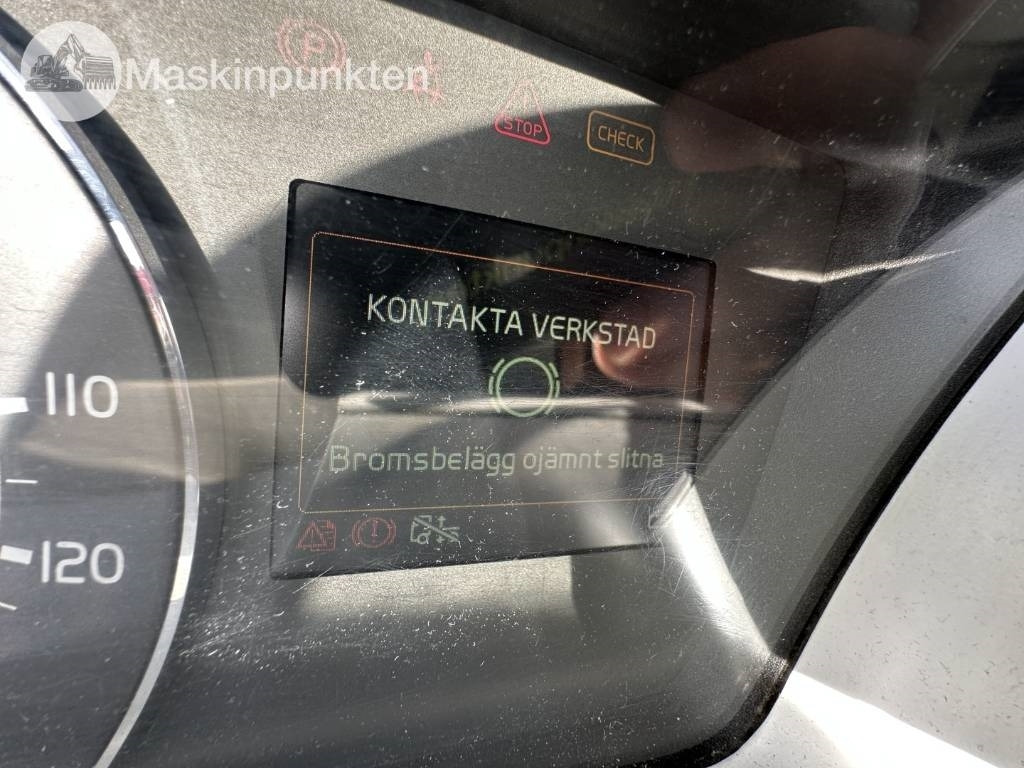 Maskinpunkten
P
STOP
CHECK
KONTAKTA VERKSTAD
Bromsbelägg ojämnt slitna
110
120